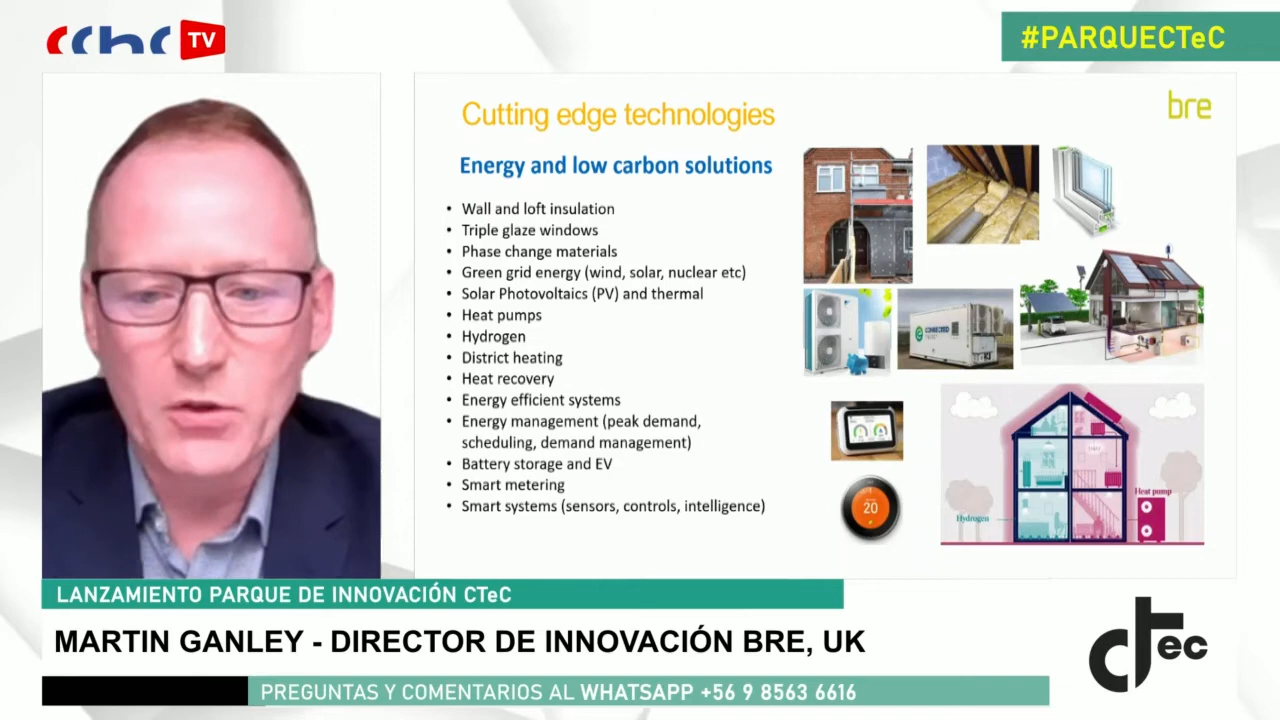 cchc TV
#PARQUECTeC
Cutting edge technologies
bre
Energy and low carbon solutions
• Wall and loft insulation
• Triple glaze windows
• Phase change materials
• Green grid energy (wind, solar, nuclear etc)
• Solar Photovoltaics (PV) and thermal
• Heat pumps
• Hydrogen
• District heating
• Heat recovery
• Energy efficient systems
• Energy management (peak demand,
scheduling, demand management)
• Battery storage and EV
• Smart metering
• Smart systems (sensors, controls, intelligence)
20
Heat pump
Hydrogen
LANZAMIENTO PARQUE DE INNOVACIÓN CTeC
MARTIN GANLEY - DIRECTOR DE INNOVACIÓN BRE, UK
CTec
PREGUNTAS Y COMENTARIOS AL WHATSAPP +56 9 8563 6616